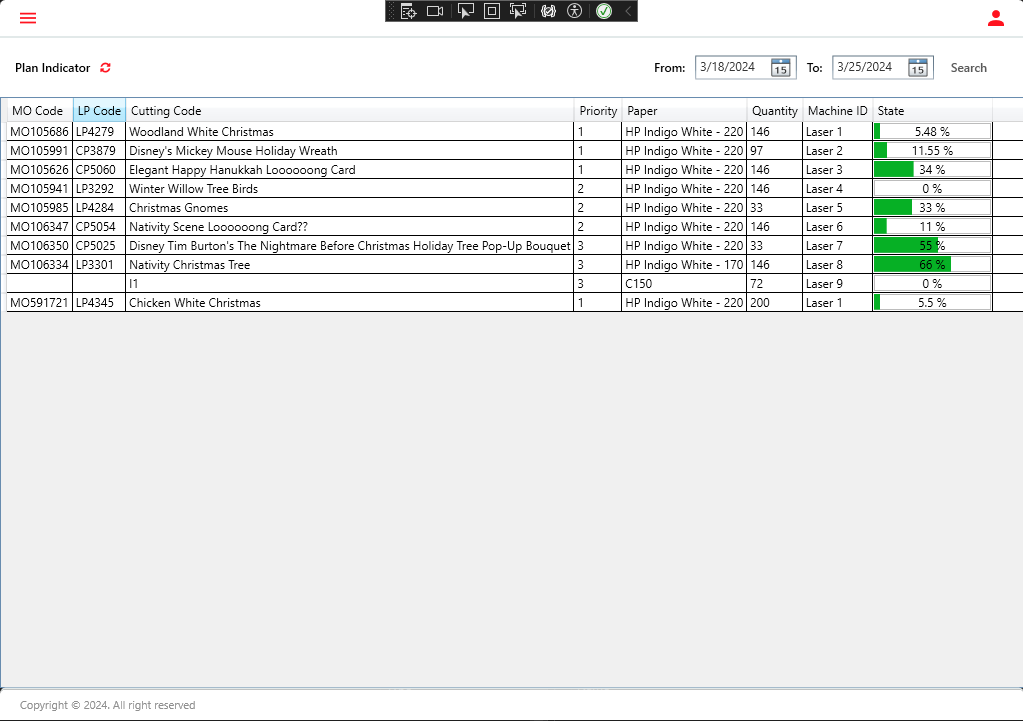 Plan Indicator From: 3/18/2024 15 To: 3/25/2024 15 Search
MO Code LP Code Cutting Code Priority Paper Quantity Machine ID State
MO105686 LP4279 Woodland White Christmas 1 HP Indigo White - 220 146 Laser 1 5.48 %
MO105991 CP3879 Disney's Mickey Mouse Holiday Wreath 1 HP Indigo White - 220 97 Laser 2 11.55 %
MO105626 CP5060 Elegant Happy Hanukkah Loooooong Card 1 HP Indigo White - 220 146 Laser 3 34 %
MO105941 LP3292 Winter Willow Tree Birds 2 HP Indigo White - 220 146 Laser 4 0 %
MO105985 LP4284 Christmas Gnomes 2 HP Indigo White - 220 33 Laser 5 33 %
MO106347 CP5054 Nativity Scene Loooooong Card?? 2 HP Indigo White - 220 146 Laser 6 11 %
MO106350 CP5025 Disney Tim Burton's The Nightmare Before Christmas Holiday Tree Pop-Up Bouquet 3 HP Indigo White - 220 33 Laser 7 55 %
MO106334 LP3301 Nativity Christmas Tree 3 HP Indigo White - 170 146 Laser 8 66 %
I1 3 C150 72 Laser 9 0 %
MO591721 LP4345 Chicken White Christmas 1 HP Indigo White - 220 200 Laser 1 5.5 %
Copyright © 2024. All right reserved